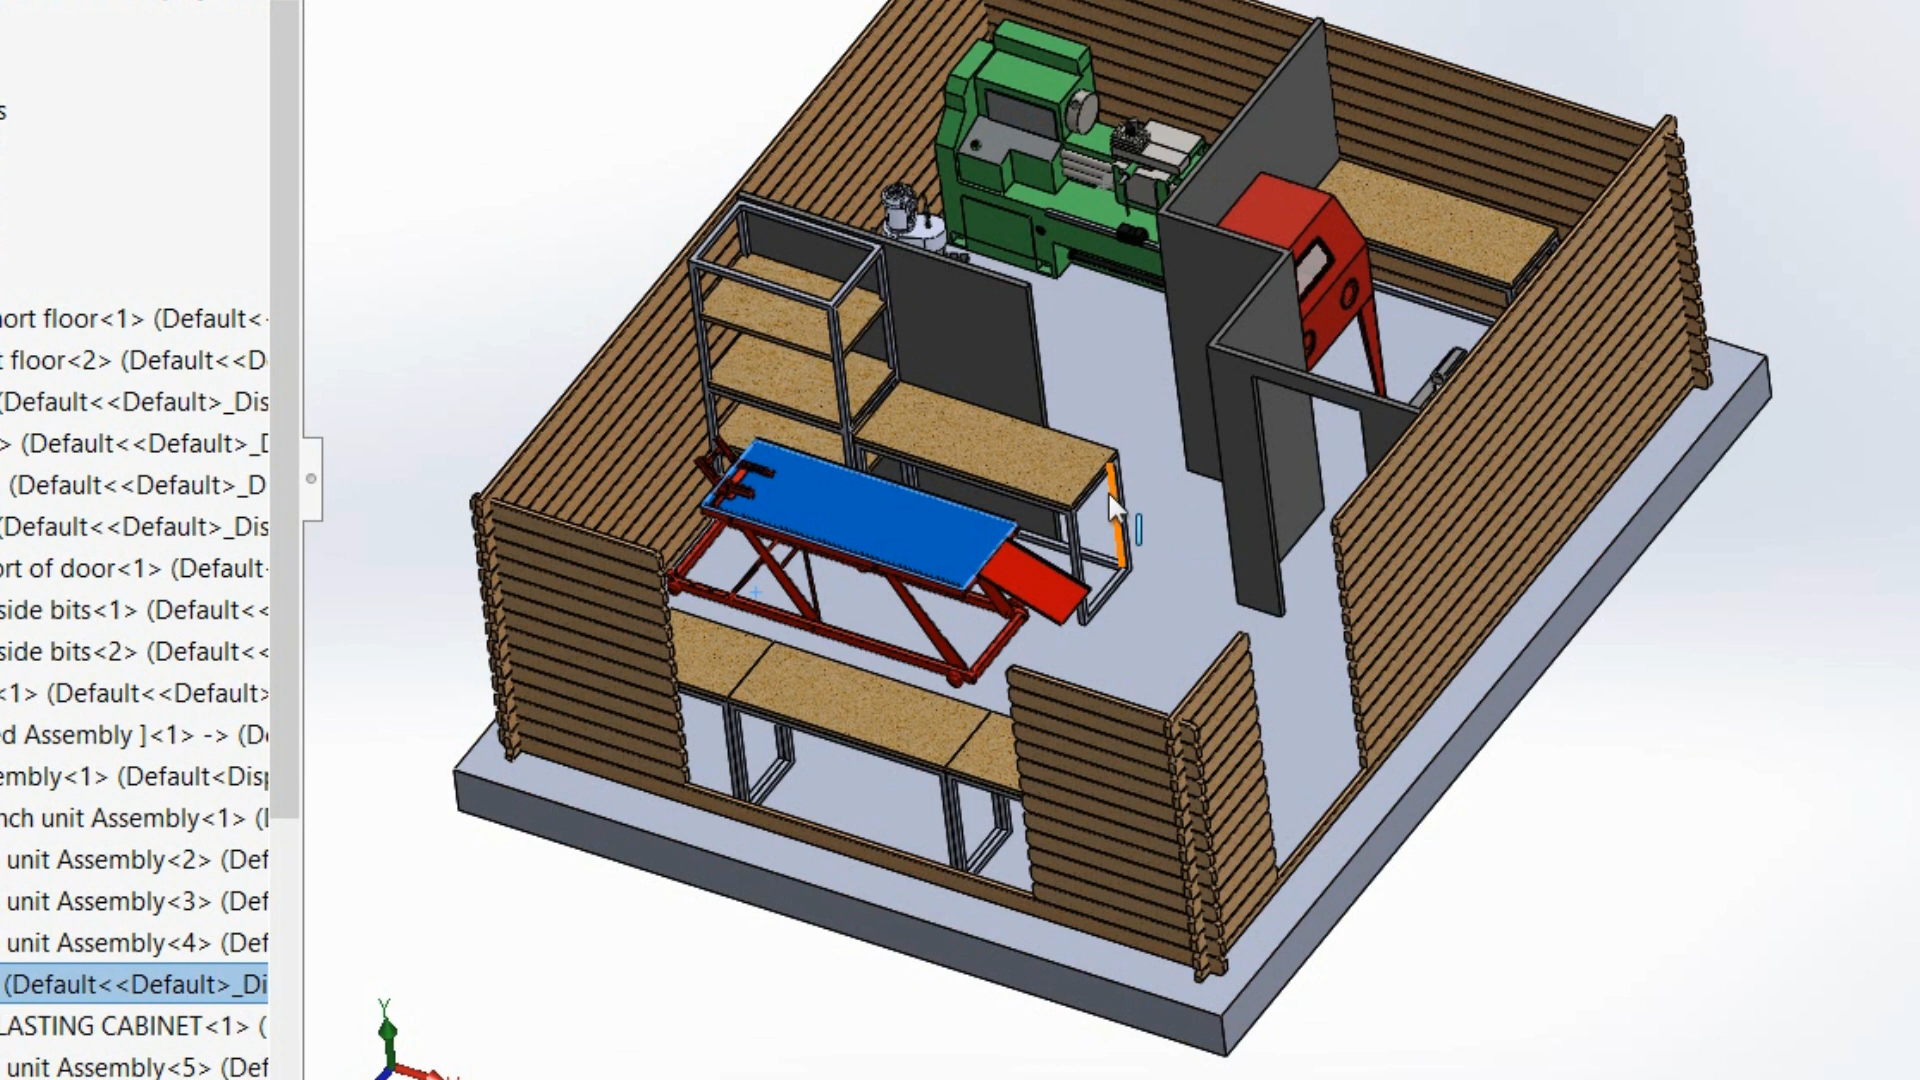 s
ort floor<1> (Default<
t floor<2> (Default<<D
(Default<<Default>_Dis
> (Default<<Default>_D
(Default<<Default>_D
(Default<<Default>_Dis
ort of door<1> (Default
side bits<1> (Default<<
side bits<2> (Default<<
<1> (Default<<Default>
d Assembly ]<1> -> (De
embly<1> (Default<Disp
nch unit Assembly<1> (
unit Assembly<2> (Def
unit Assembly<3> (Def
unit Assembly<4> (Def
(Default<<Default>_Di
LASTING CABINET<1> (
unit Assembly<5> (Def
Y